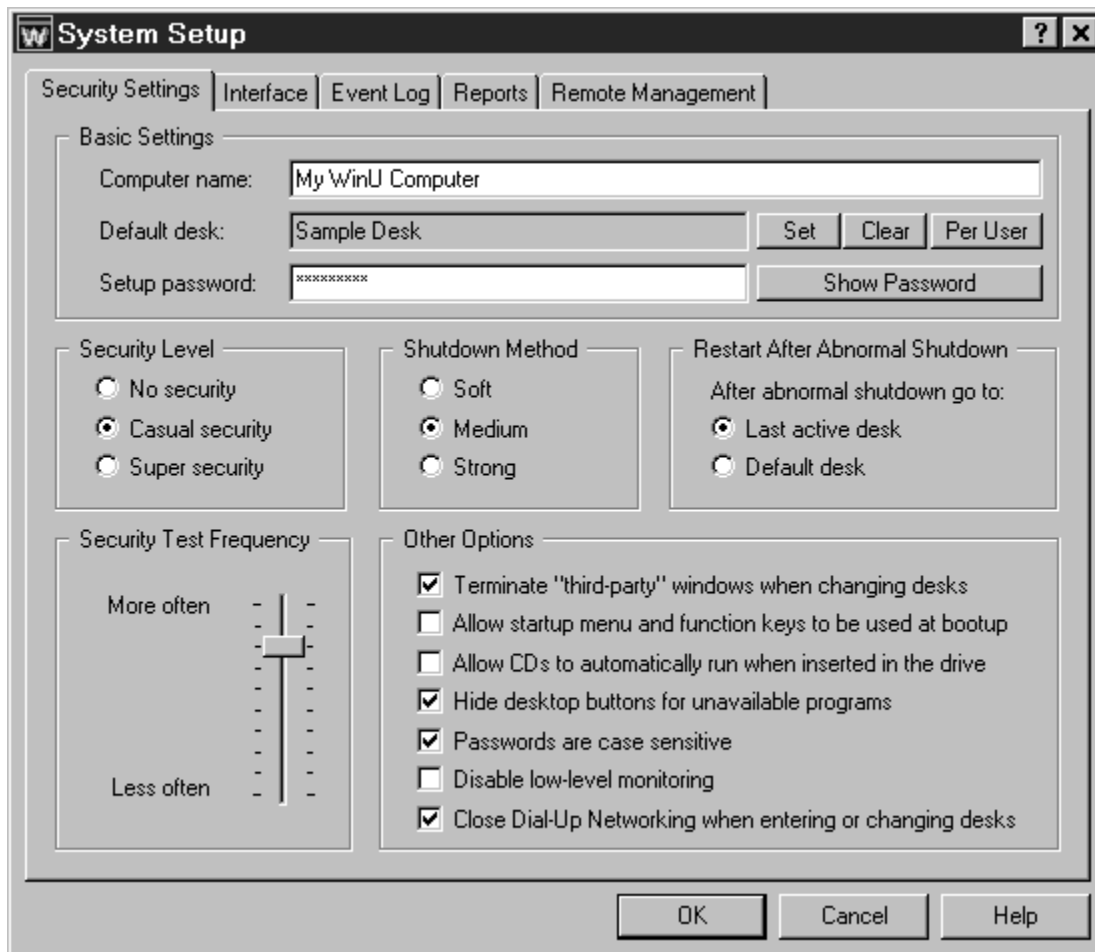 System Setup
Security Settings Interface Event Log Reports Remote Management
Basic Settings
Computer name: My WinU Computer
Default desk: Sample Desk Set Clear Per User
Setup password: ********* Show Password
Security Level
No security
Casual security
Super security
Shutdown Method
Soft
Medium
Strong
Restart After Abnormal Shutdown
After abnormal shutdown go to:
Last active desk
Default desk
Security Test Frequency
More often
Less often
Other Options
Terminate "third-party" windows when changing desks
Allow startup menu and function keys to be used at bootup
Allow CDs to automatically run when inserted in the drive
Hide desktop buttons for unavailable programs
Passwords are case sensitive
Disable low-level monitoring
Close Dial-Up Networking when entering or changing desks
OK Cancel Help